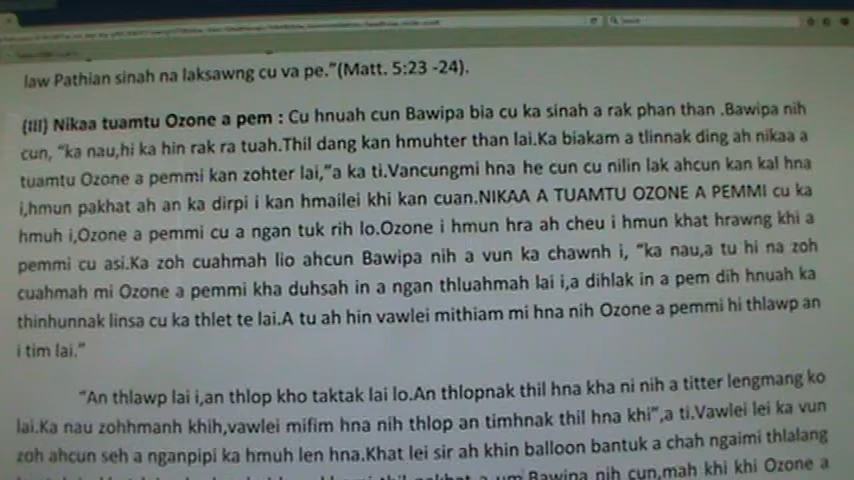 law Pathian sinah na laksawng cu va pe."(Matt. 5:23 -24).
(III) Nikaa tuamtu Ozone a pem : Cu hnuah cun Bawipa bia cu ka sinah a rak phan than .Bawipa nih
cun, "ka nau,hi ka hin rak ra tuah.Thil dang kan hmuhter than lai.Ka biakam a tlinnak ding ah nikaa a
tuamtu Ozone a pemmi kan zohter lai,"a ka ti.Vancungmi hna he cun cu nilin lak ahcun kan kal hna
i,hmun pakhat ah an ka dirpi i kan hmailei khi kan cuan.NIKAA A TUAMTU OZONE A PEMMI cu ka
hmuh i,Ozone a pemmi cu a ngan tuk rih lo.Ozone i hmun hra ah cheu i hmun khat hrawng khi a
pemmi cu asi.Ka zoh cuahmah lio ahcun Bawipa nih a vun ka chawnh i, "ka nau,a tu hi na zoh
cuahmah mi Ozone a pemmi kha duhsah in a ngan thluahmah lai i,a dihlak in a pem dih hnuah ka
thinhunnak linsa cu ka thlet te lai.A tu ah hin vawlei mithiam mi hna nih Ozone a pemmi hi thlawp an
i tim lai."
"An thlawp lai i,an thlop kho taktak lai lo.An thlopnak thil hna kha ni nih a titter lengmang ko
lai.Ka nau zohhmanh khih,vawlei mifim hna nih thlop an timhnak thil hna khi",a ti.Vawlei lei ka vun
zoh ahcun seh a nganpipi ka hmuh len hna.Khat lei sir ah khin balloon bantuk a chah ngaimi thlalang
thil pakhat a um Bawipa nih cun,mah khi khi Ozone a